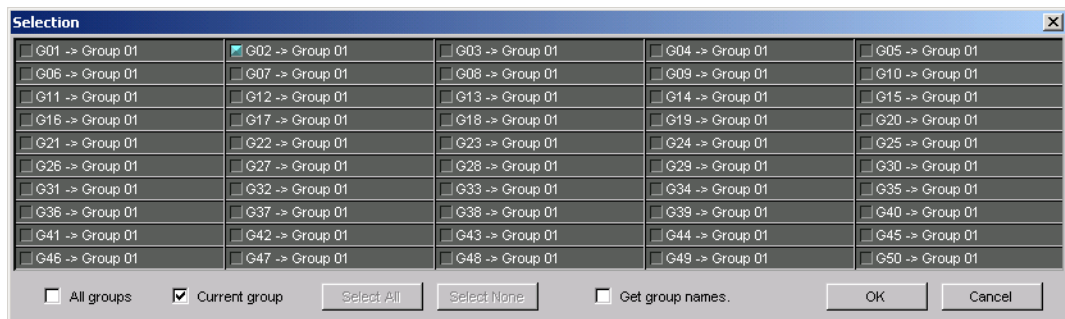 Selection
G01 -> Group 01 G02 -> Group 01 G03 -> Group 01 G04 -> Group 01 G05 -> Group 01
G06 -> Group 01 G07 -> Group 01 G08 -> Group 01 G09 -> Group 01 G10 -> Group 01
G11 -> Group 01 G12 -> Group 01 G13 -> Group 01 G14 -> Group 01 G15 -> Group 01
G16 -> Group 01 G17 -> Group 01 G18 -> Group 01 G19 -> Group 01 G20 -> Group 01
G21 -> Group 01 G22 -> Group 01 G23 -> Group 01 G24 -> Group 01 G25 -> Group 01
G26 -> Group 01 G27 -> Group 01 G28 -> Group 01 G29 -> Group 01 G30 -> Group 01
G31 -> Group 01 G32 -> Group 01 G33 -> Group 01 G34 -> Group 01 G35 -> Group 01
G36 -> Group 01 G37 -> Group 01 G38 -> Group 01 G39 -> Group 01 G40 -> Group 01
G41 -> Group 01 G42 -> Group 01 G43 -> Group 01 G44 -> Group 01 G45 -> Group 01
G46 -> Group 01 G47 -> Group 01 G48 -> Group 01 G49 -> Group 01 G50 -> Group 01
All groups Current group Select All Select None Get group names. OK Cancel